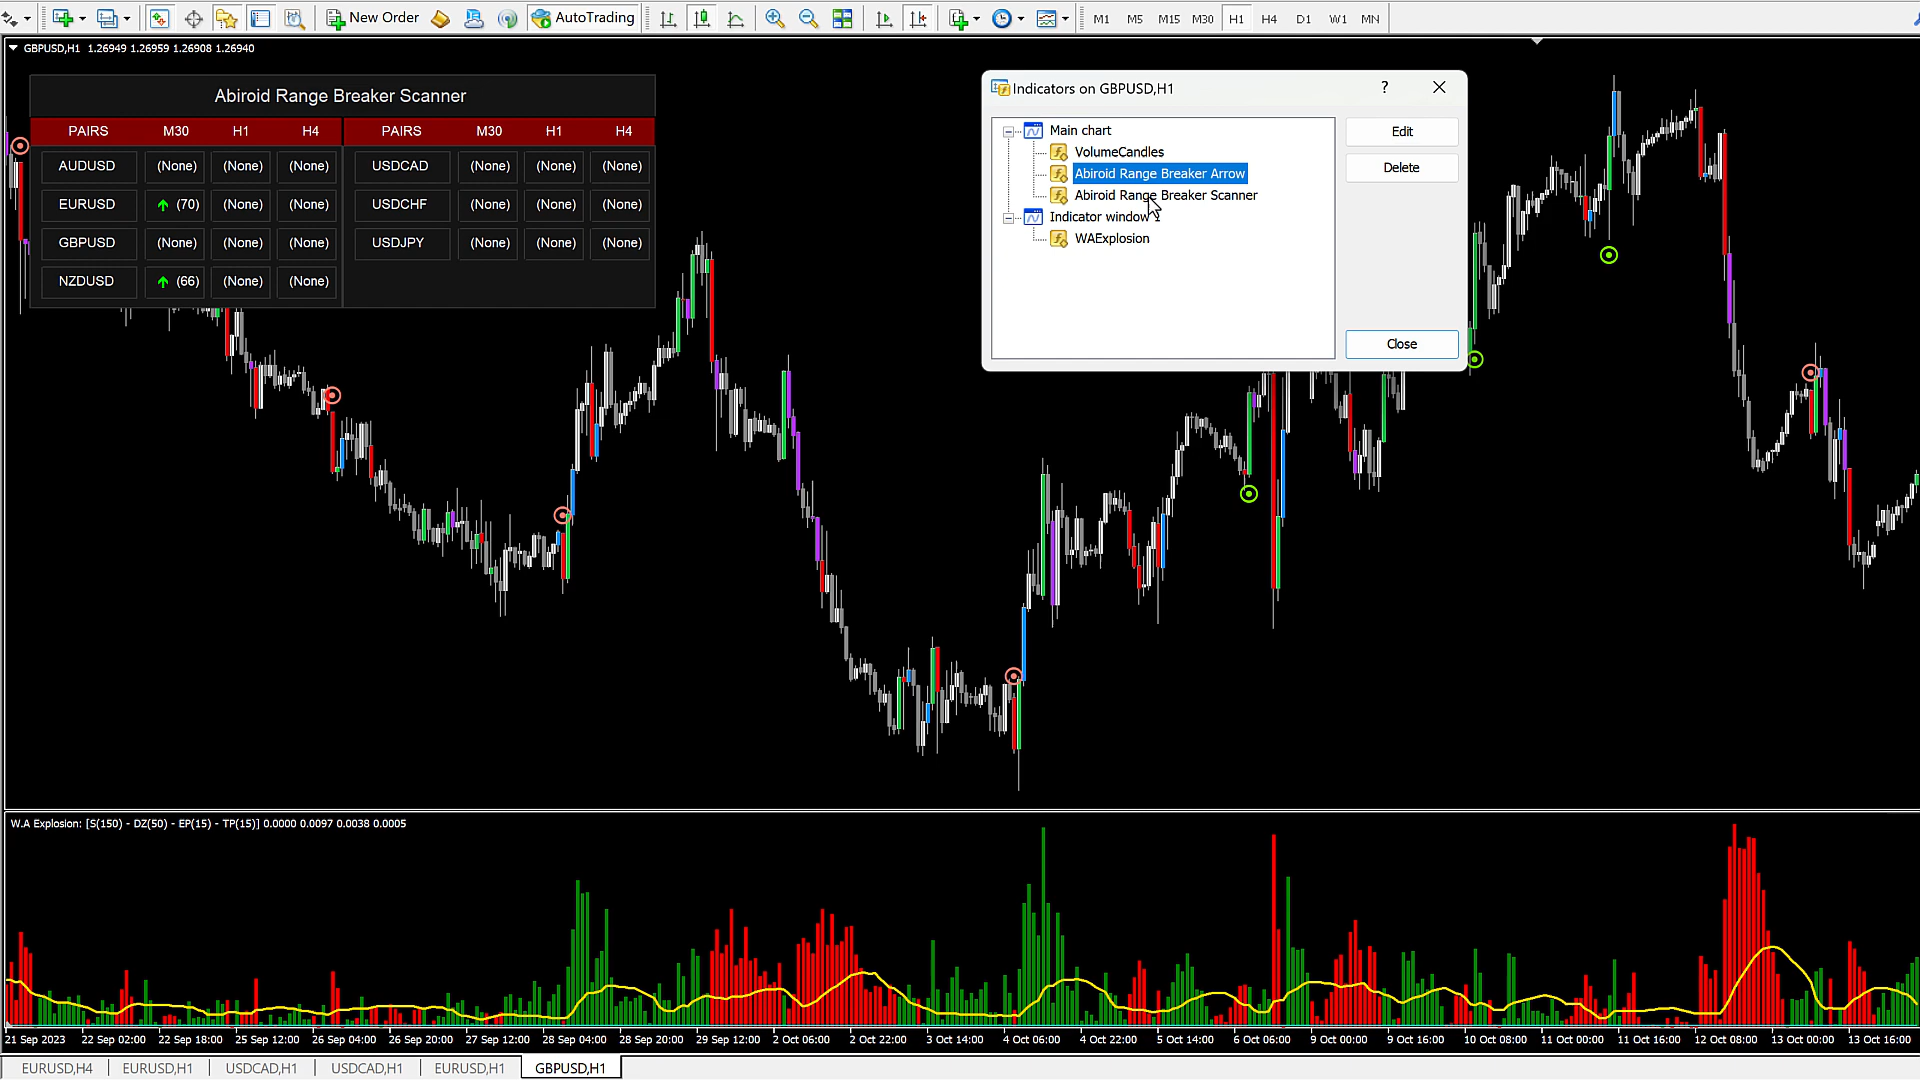 New Order AutoTrading M1 M5 M15 M30 H1 H4 D1 W1 MN
GBPUSD,H1 1.26949 1.26959 1.26908 1.26940
Abiroid Range Breaker Scanner
PAIRS M30 H1 H4 PAIRS M30 H1 H4
AUDUSD (None) (None) (None) USDCAD (None) (None) (None)
EURUSD (70) (None) (None) USDCHF (None) (None) (None)
GBPUSD (None) (None) (None) USDJPY (None) (None) (None)
NZDUSD (66) (None) (None)
Indicators on GBPUSD,H1 ?
Main chart
VolumeCandles
Abiroid Range Breaker Arrow
Abiroid Range Breaker Scanner
Indicator window
WAExplosion
Edit
Delete
Close
W.A Explosion: [S(150) - DZ(50) - EP(15) - TP(15)] 0.0000 0.0097 0.0038 0.0005
21 Sep 2023 22 Sep 02:00 22 Sep 18:00 25 Sep 12:00 26 Sep 04:00 26 Sep 20:00 27 Sep 12:00 28 Sep 04:00 28 Sep 20:00 29 Sep 12:00 2 Oct 06:00 2 Oct 22:00 3 Oct 14:00 4 Oct 06:00 4 Oct 22:00 5 Oct 14:00 6 Oct 06:00 9 Oct 00:00 9 Oct 16:00 10 Oct 08:00 11 Oct 00:00 11 Oct 16:00 12 Oct 08:00 13 Oct 00:00 13 Oct 16:00
EURUSD,H4 EURUSD,H1 USDCAD,H1 USDCAD,H1 EURUSD,H1 GBPUSD,H1